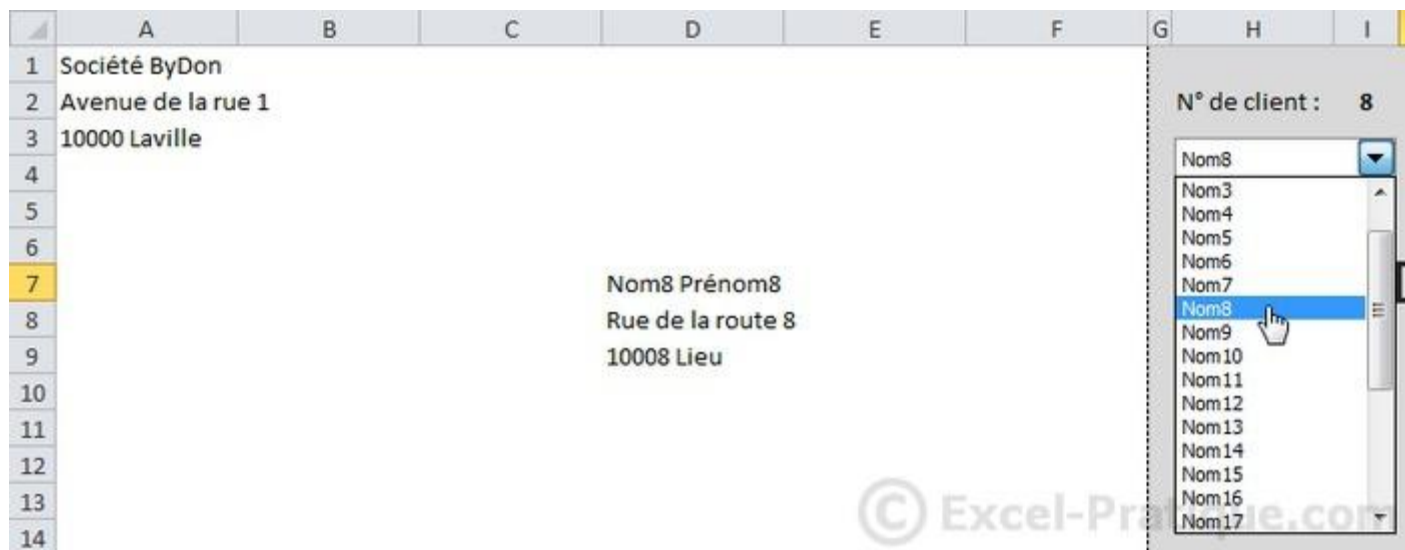 A B C D E F G H I
1 Société ByDon
2 Avenue de la rue 1 N° de client : 8
3 10000 Laville
Nom8
4
Nom3
Nom4
5
Nom5
6
Nom6
7 Nom8 Prénom8 Nom7
Nom8
8 Rue de la route 8
Nom9
9 10008 Lieu Nom10
Nom11
10
Nom12
11 Nom13
Nom14
12
Nom15
13 © Excel-Pratique.com Nom16
Nom17
14